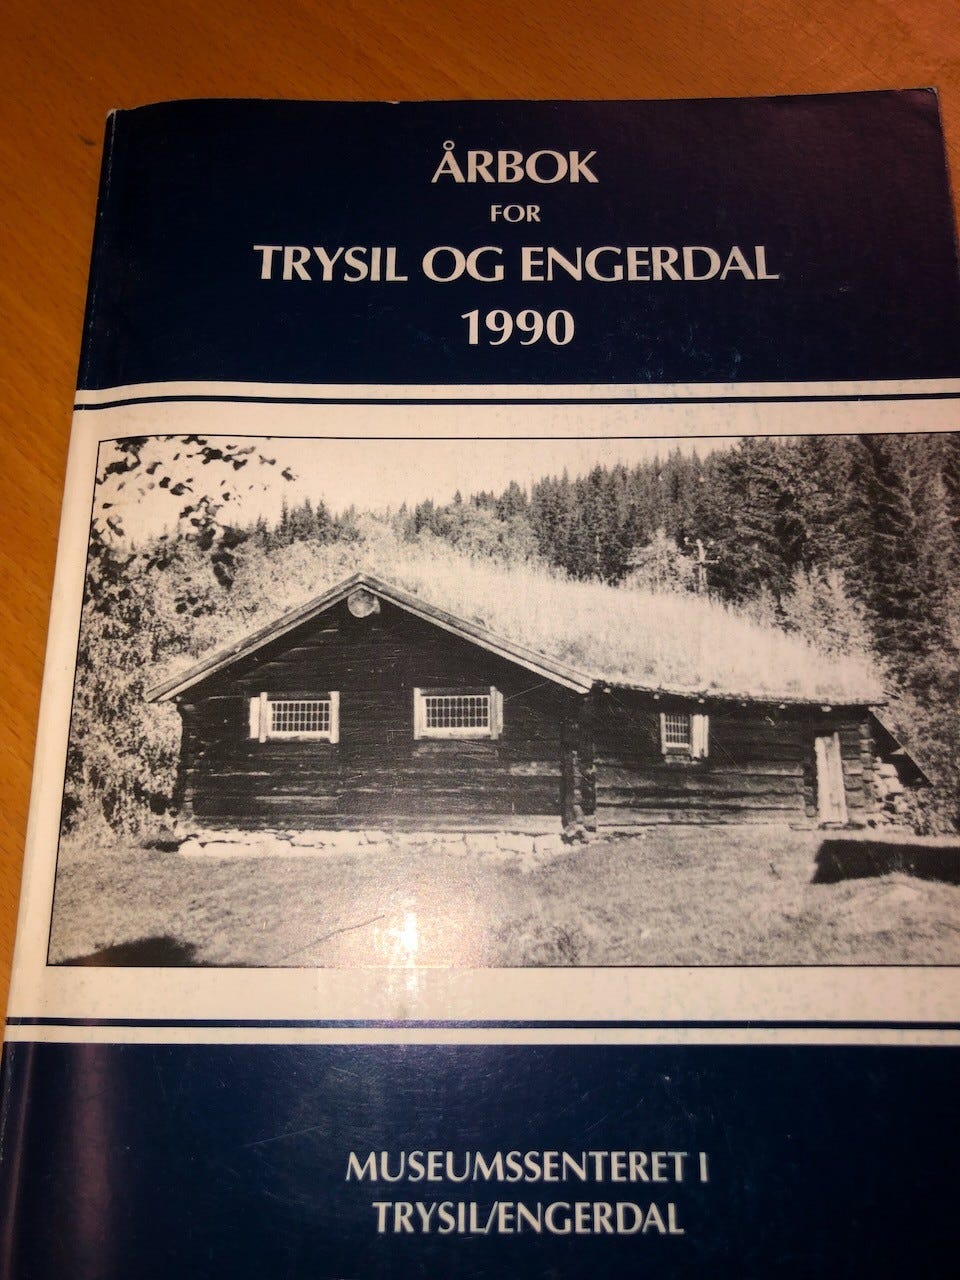 ÅRBOK
FOR
TRYSIL OG ENGERDAL
1990
MUSEUMSSENTERET I
TRYSIL/ENGERDAL